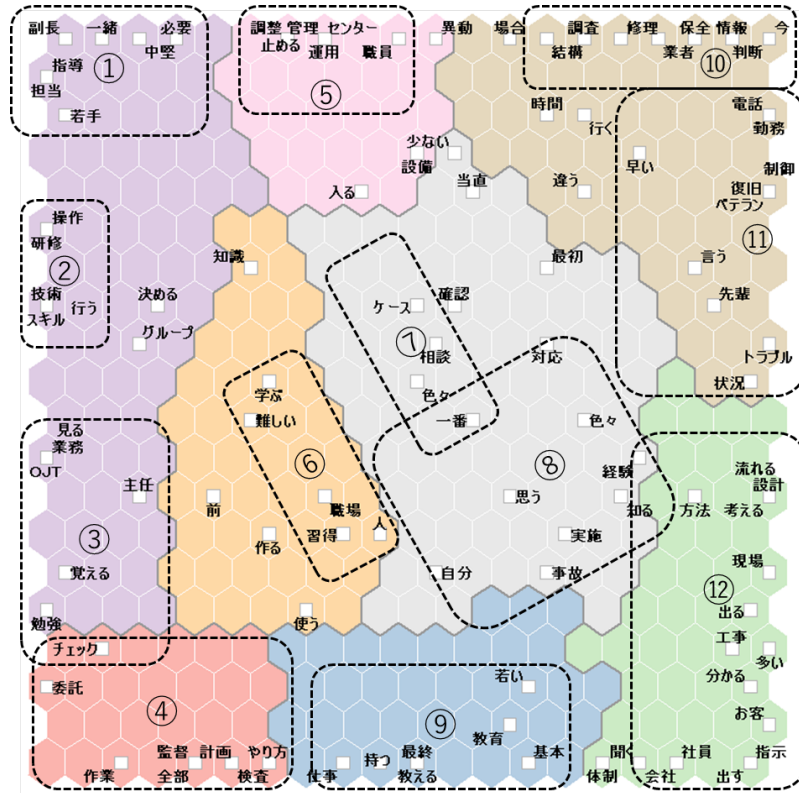 副長 一緒 必要 調整 管理 センター 異動 場合 調査 修理 保全 情報 今
中堅 止める 運用 職員 結構 業者 判断
指導 ① ⑤ ⑩
担当
若手 時間 電話
行く 勤務
少ない
設備 早い 制御
入る 当直 違う 復旧
ベテラン
操作
研修 ⑪
知識 最初 言う
②
技術 決める ケース 確認 先輩
スキル 行う
グループ ⑦
相談 対応 トラブル
学ぶ 色々 状況
難しい 一番 色々
見る
業務
OJT ⑥ ⑧ 経験 流れる
主任 設計
前 職場 思う 知る 方法 考える
③ 作る 習得 人 実施
覚える 自分 事故 現場
⑫
勉強 使う 出る
チェック 工事
多い
委託 若い 分かる
④ ⑨ お客
教育
監督 計画 やり方 最終 基本 聞く 社員 指示
作業 全部 検査 仕事 持つ 教える 体制 会社 出す